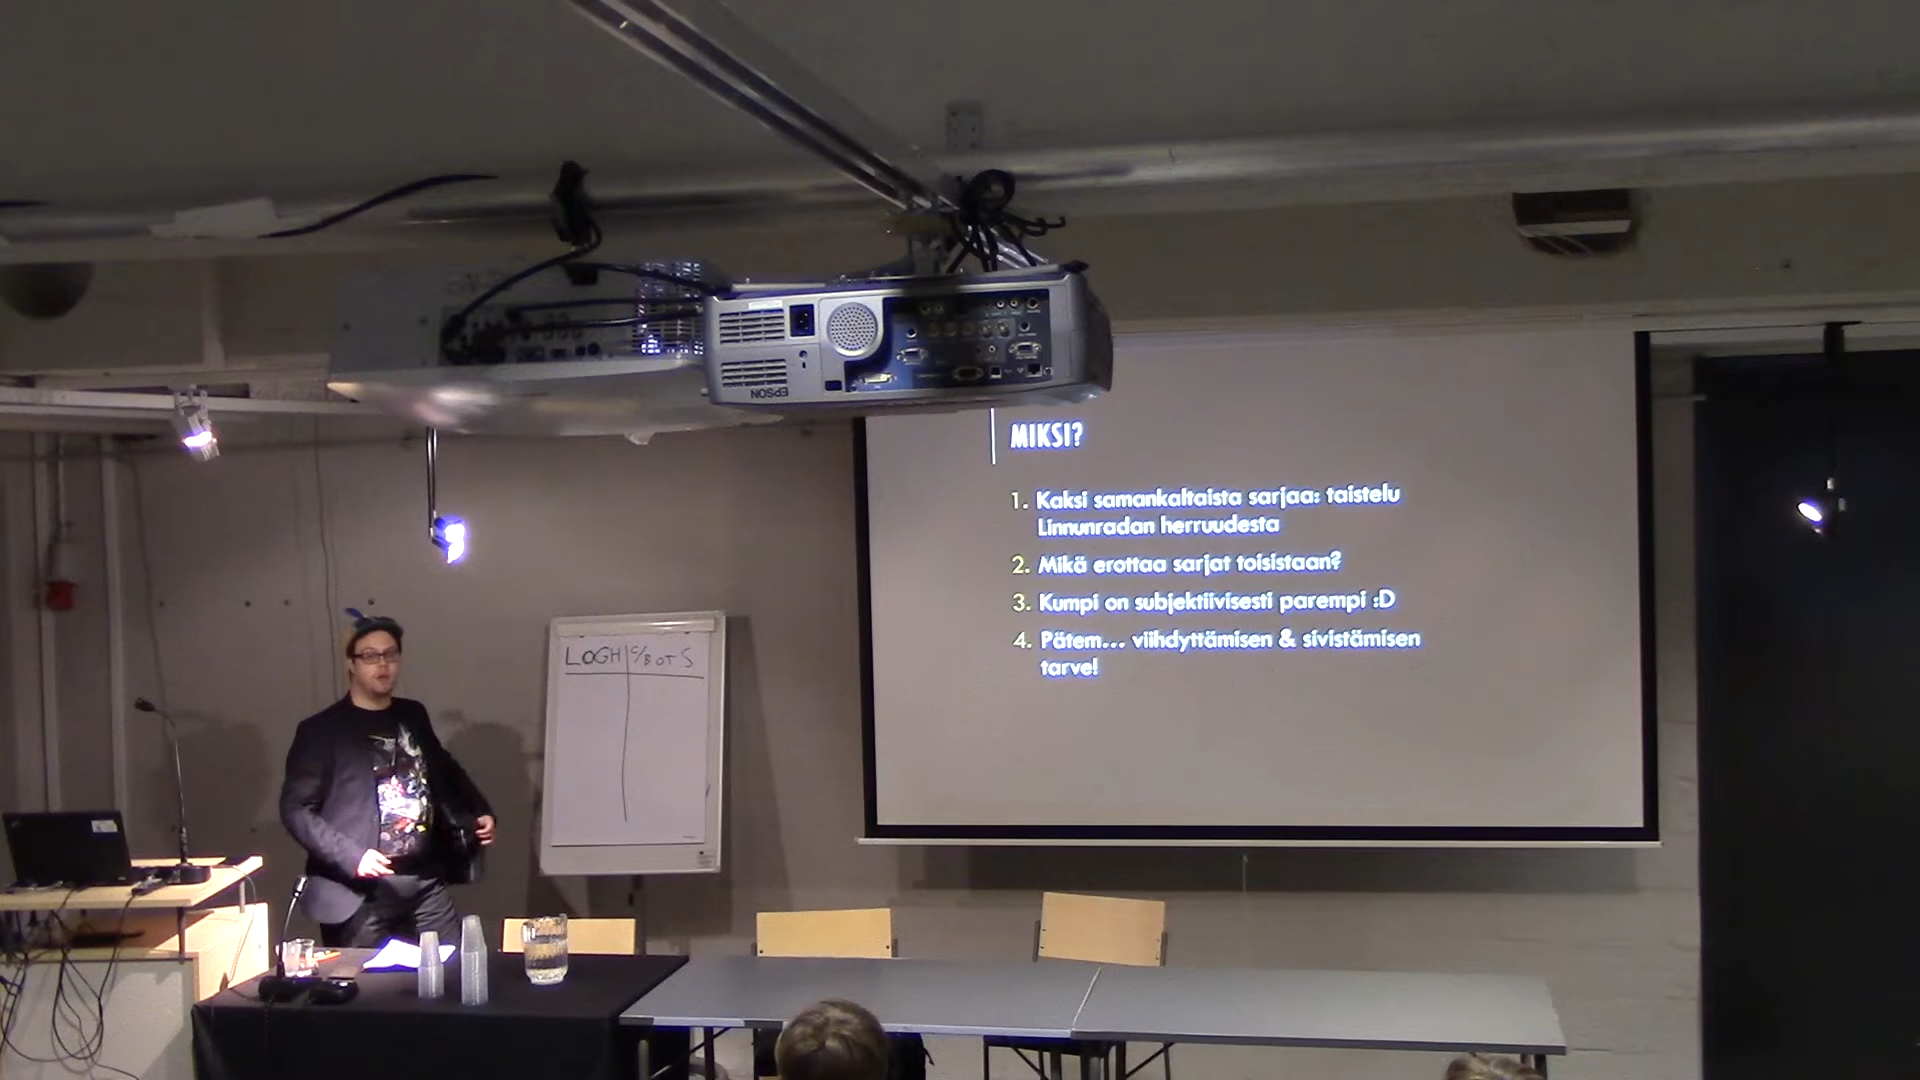 EPSON
MIKSI?
1. Kaksi samankaltaista sarjaa: taistelu
Linnunradan herruudesta
2. Mikä erottaa sarjat toisistaan?
3. Kumpi on subjektiivisesti parempi :D
4. Pätem... viihdyttämisen & sivistämisen
tarve!
LOGH C/BOTS